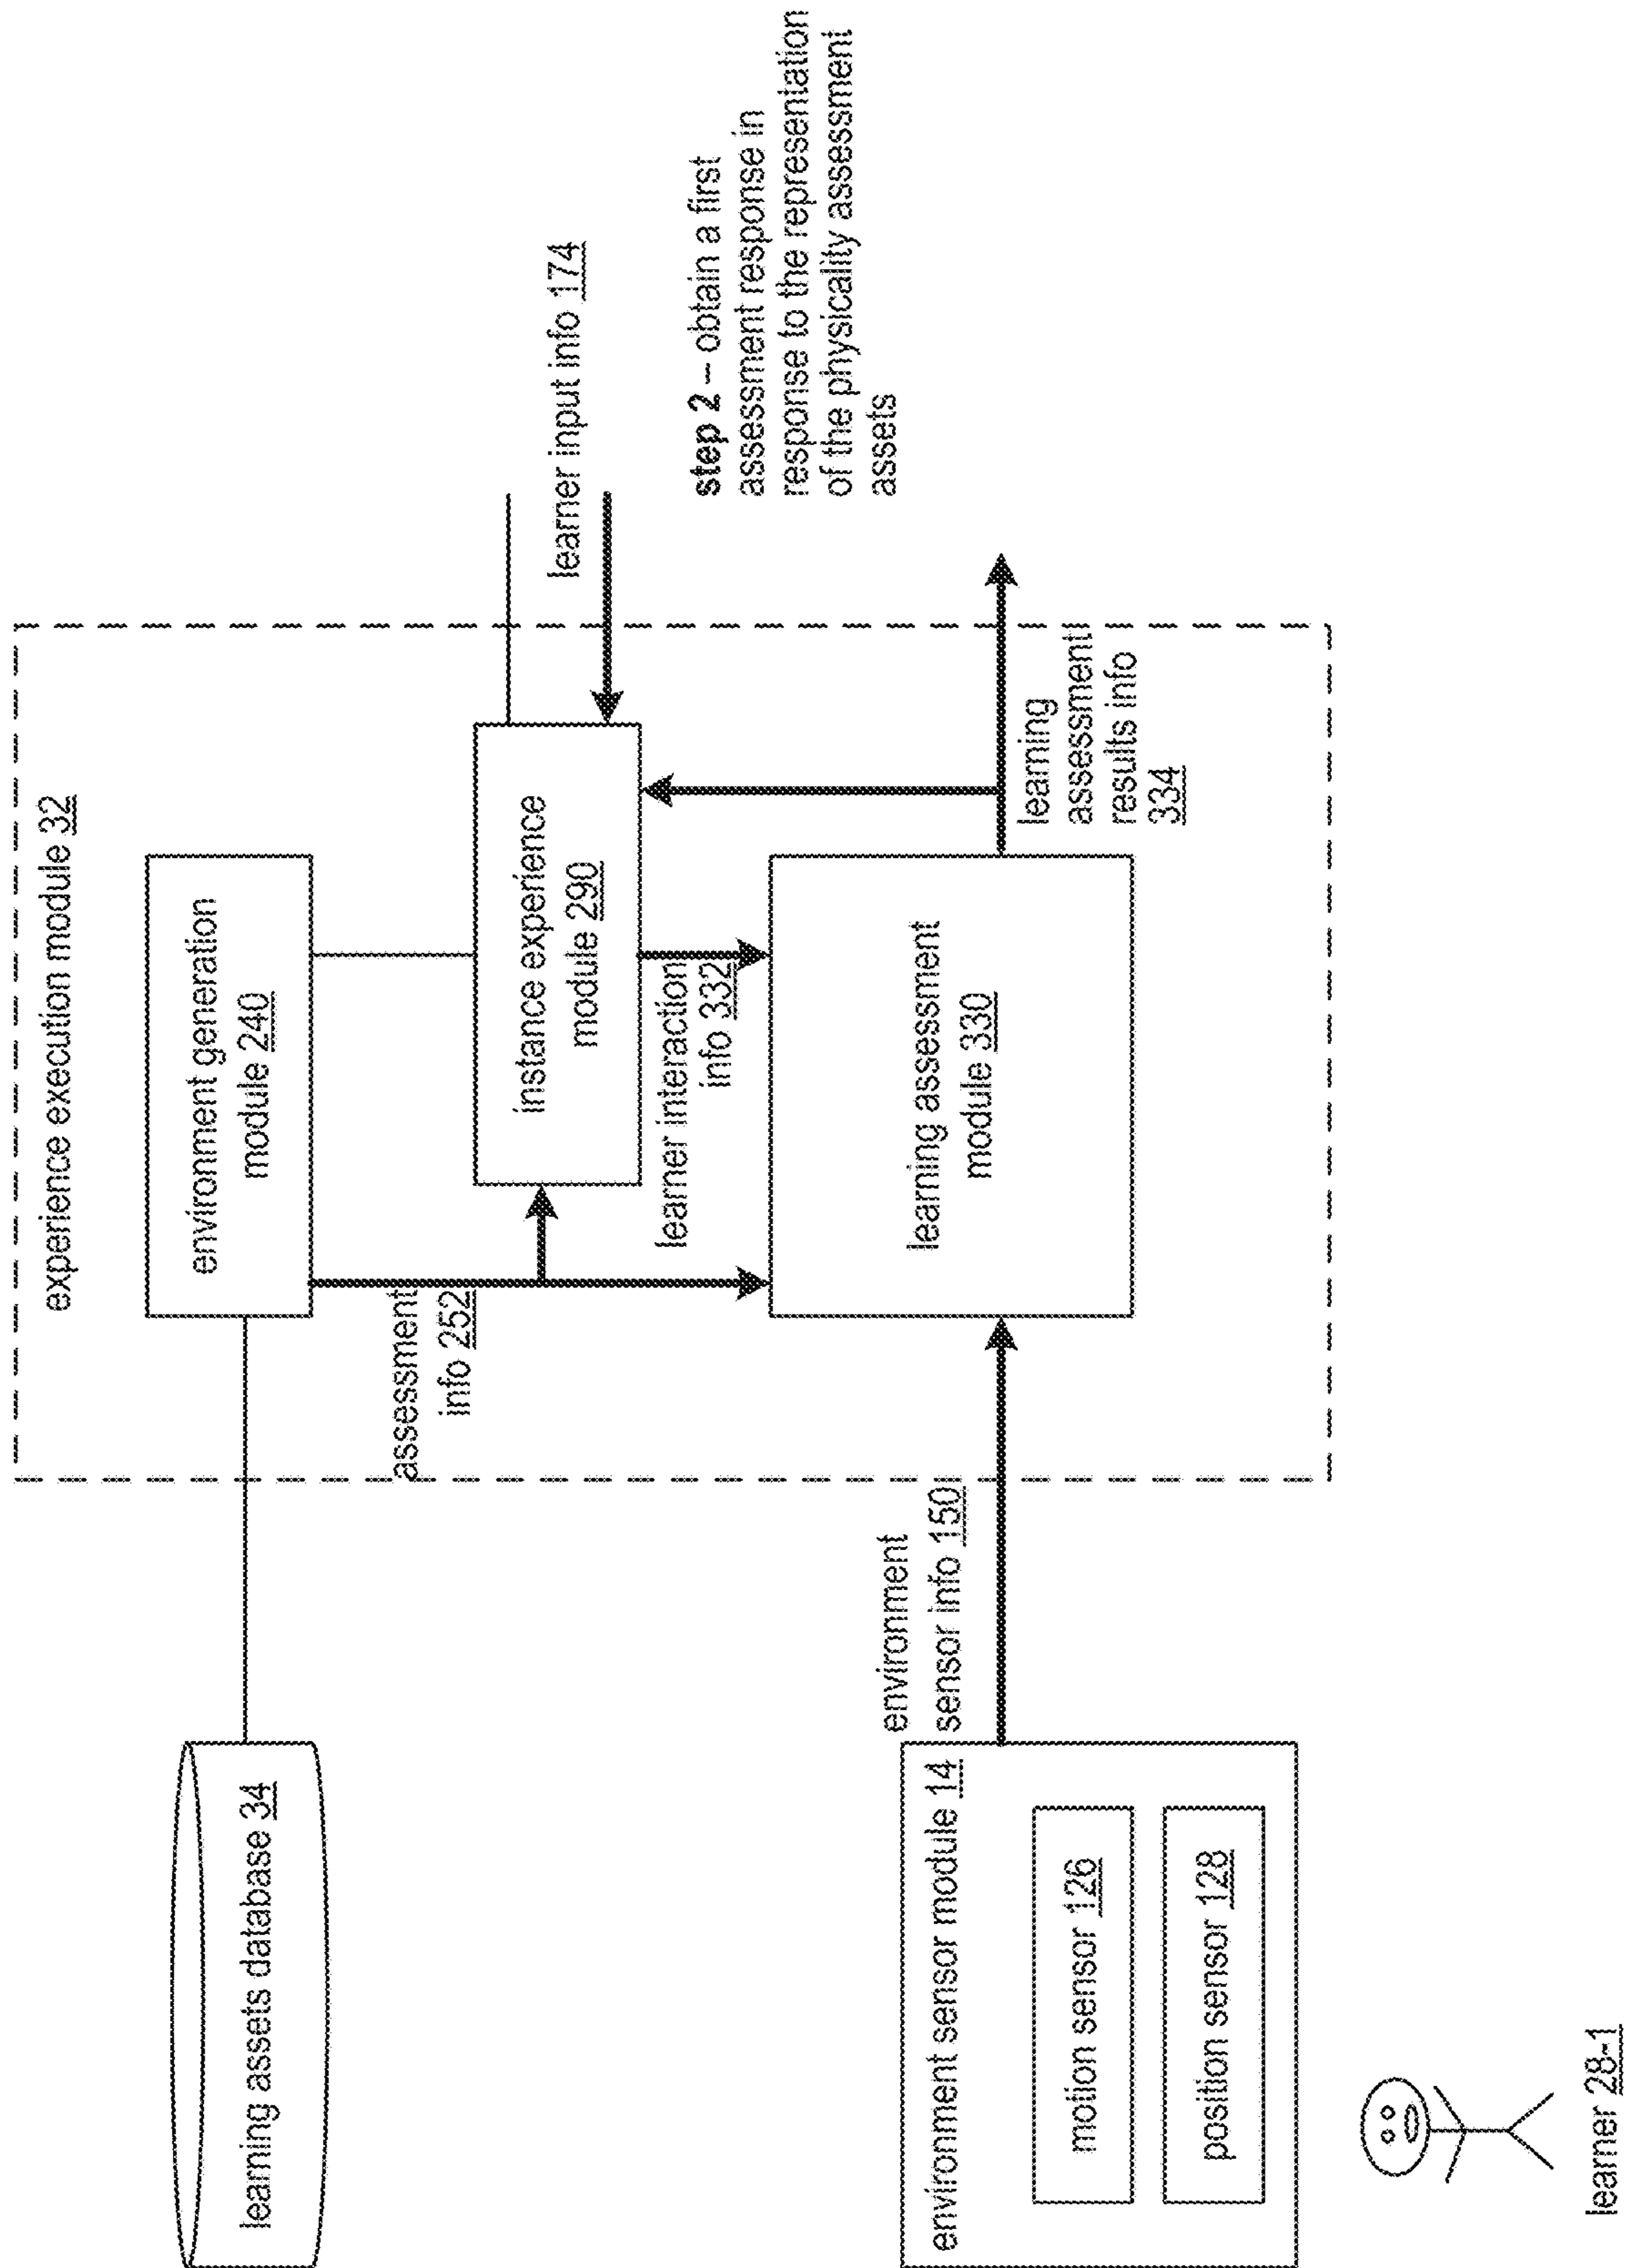 experience execution module 32
learning assets database 34
environment generation
module 240
assessment
info 252
instance experience
module 290
learner input info 174
learner interaction
info 332
step 2 – obtain a first
assessment response in
response to the representation
of the physicality assessment
assets
environment
sensor info 150
environment sensor module 14
motion sensor 126
position sensor 128
learning assessment
module 330
learning
assessment
results info
334
learner 28-1